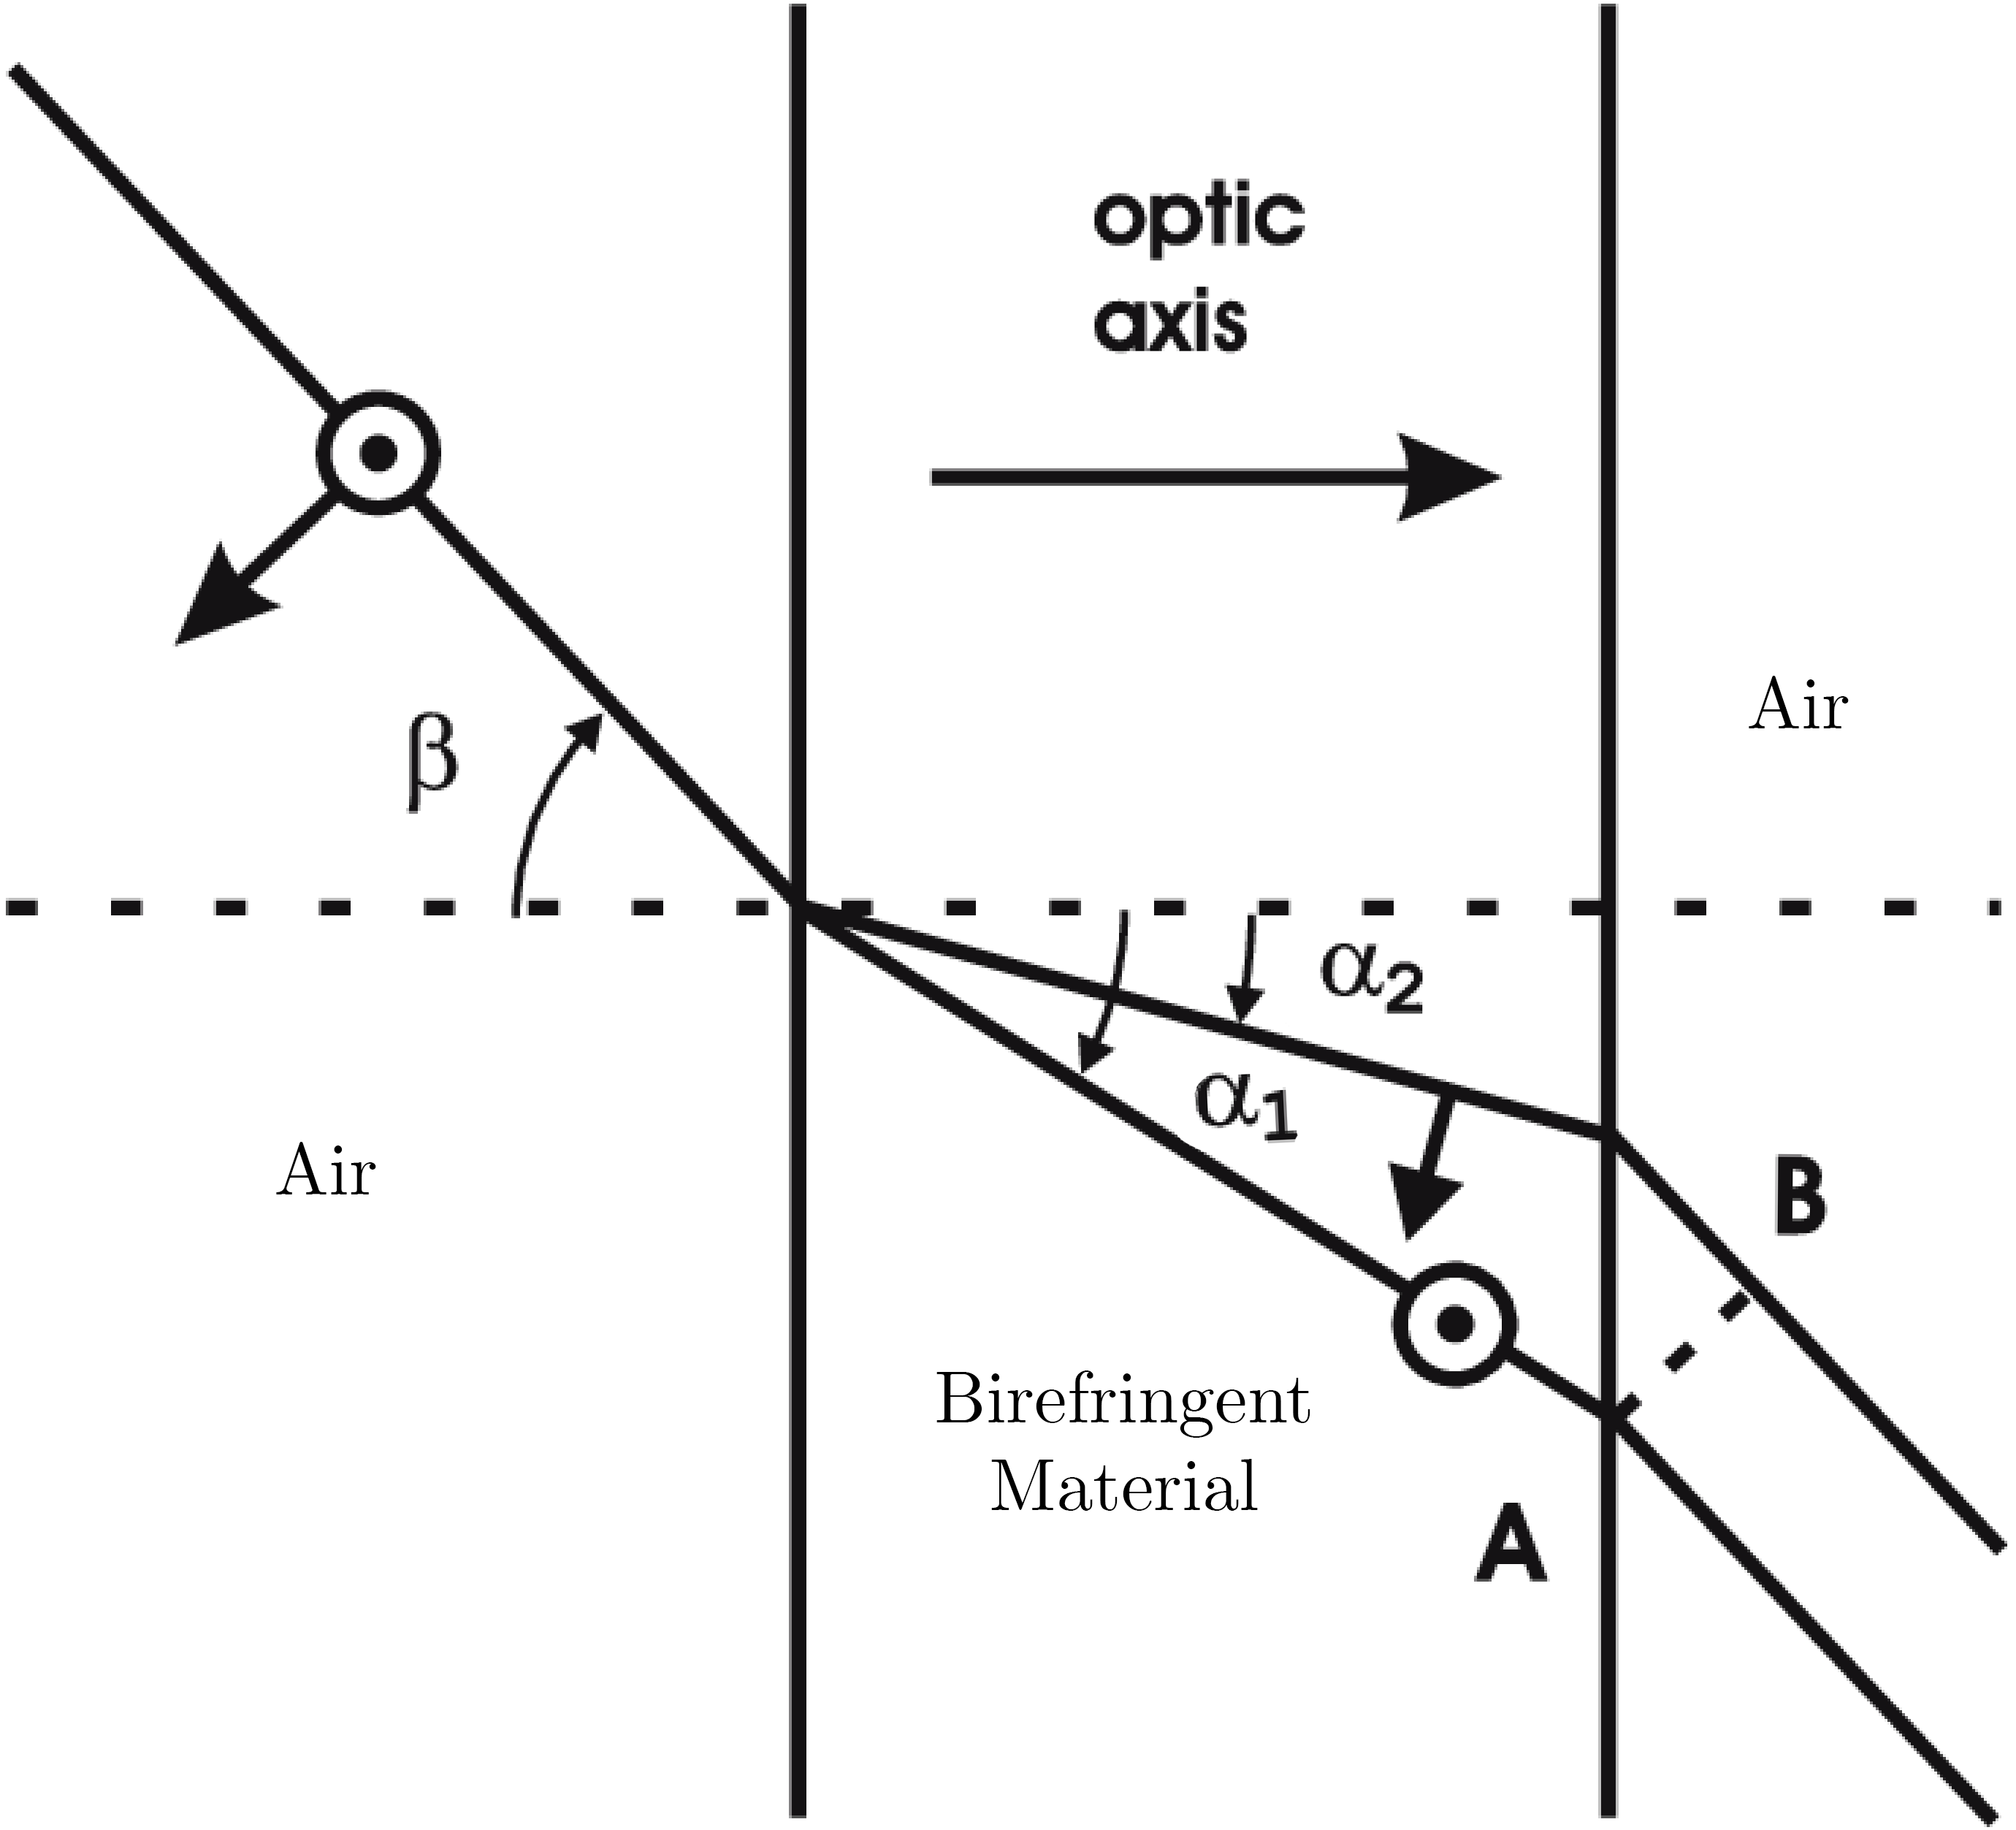 optic
axis
Air
β
α₂
α₁
Air
B
Birefringent
Material
A